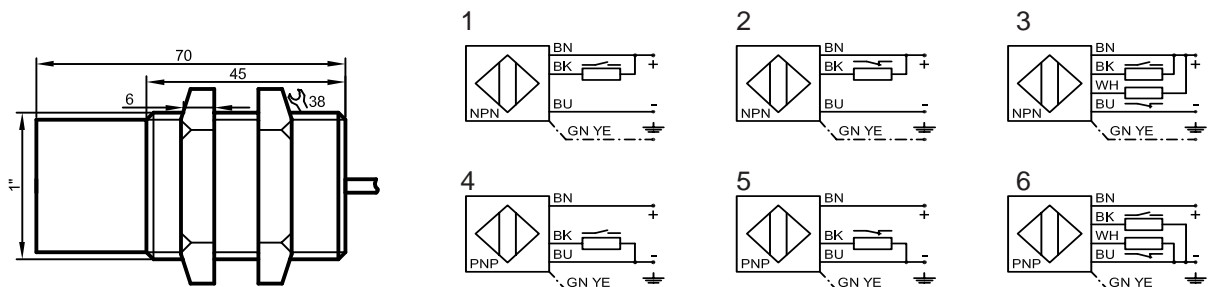 70
45
6
38
1"
1
BN
+
BK
BU
-
NPN
GN YE
2
BN
+
BK
BU
-
NPN
GN YE
3
BN
+
BK
WH
BU
-
NPN
GN YE
4
BN
+
BK
BU
-
PNP
GN YE
5
BN
+
BK
BU
-
PNP
GN YE
6
BN
+
BK
WH
BU
-
PNP
GN YE